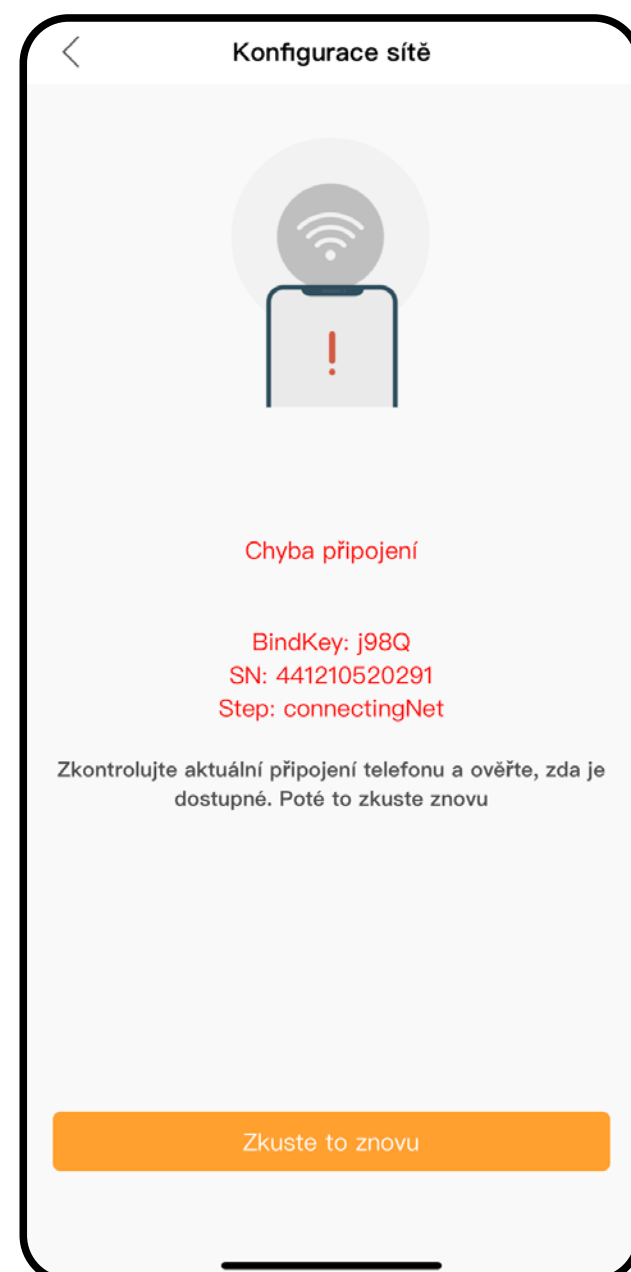 Konfigurace sítě
Chyba připojení
BindKey: j98Q
SN: 441210520291
Step: connectingNet
Zkontrolujte aktuální připojení telefonu a ověřte, zda je
dostupné. Poté to zkuste znovu
Zkuste to znovu